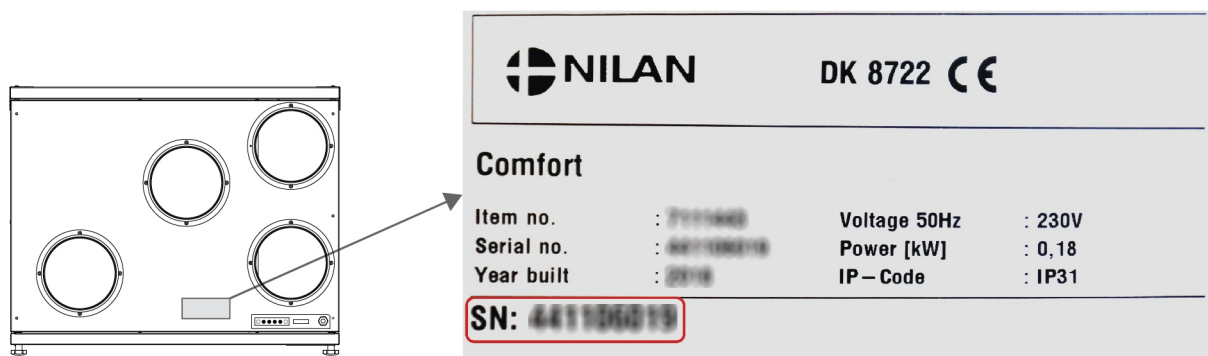 NILAN DK 8722 CE
Comfort
Item no. : Voltage 50Hz : 230V
Serial no. : Power [kW] : 0,18
Year built : IP-Code : IP31
SN: